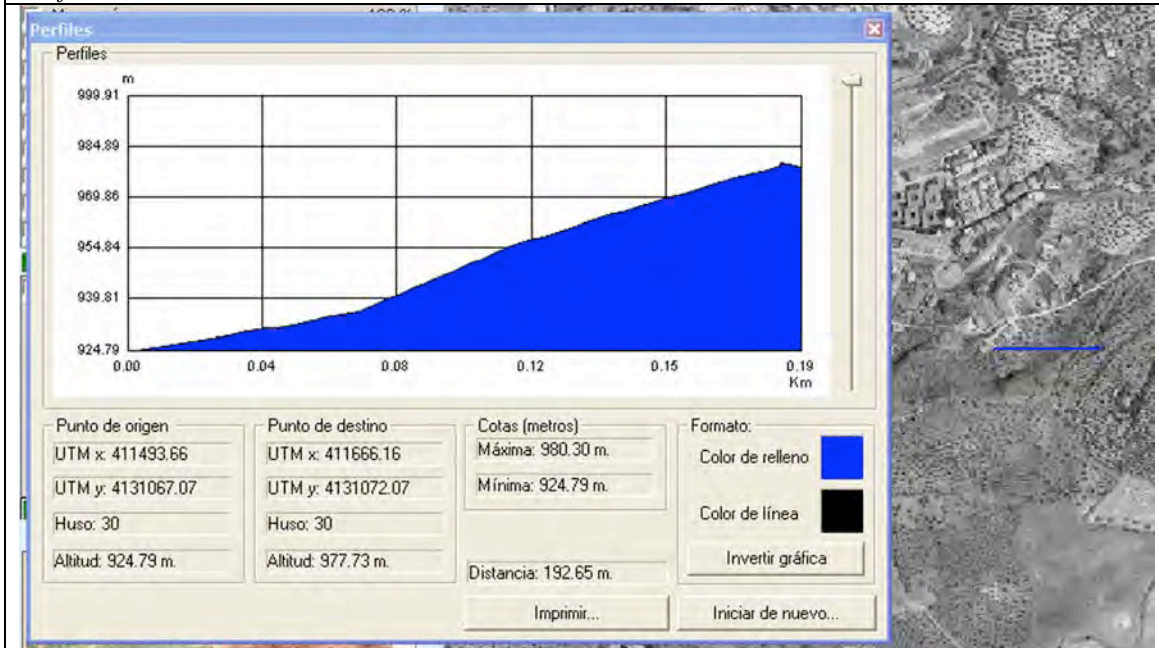 Perfiles
Perfiles
m
999.91
984.89
969.86
954.84
939.81
924.79
0.00 0.04 0.08 0.12 0.15 0.19
Km
Punto de origen
UTM x: 411493.66
UTM y: 4131067.07
Huso: 30
Altitud: 924.79 m.
Punto de destino
UTM x: 411666.16
UTM y: 4131072.07
Huso: 30
Altitud: 977.73 m.
Cotas (metros)
Máxima: 980.30 m.
Mínima: 924.79 m.
Distancia: 192.65 m.
Formato:
Color de relleno
Color de línea
Invertir gráfica
Imprimir...
Iniciar de nuevo...